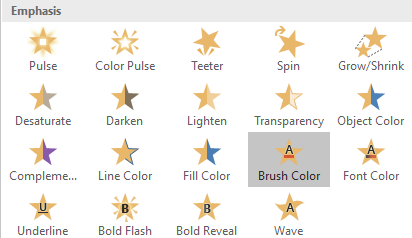 Emphasis
Pulse Color Pulse Teeter Spin Grow/Shrink
Desaturate Darken Lighten Transparency Object Color
Compleme... Line Color Fill Color Brush Color Font Color
Underline Bold Flash Bold Reveal Wave